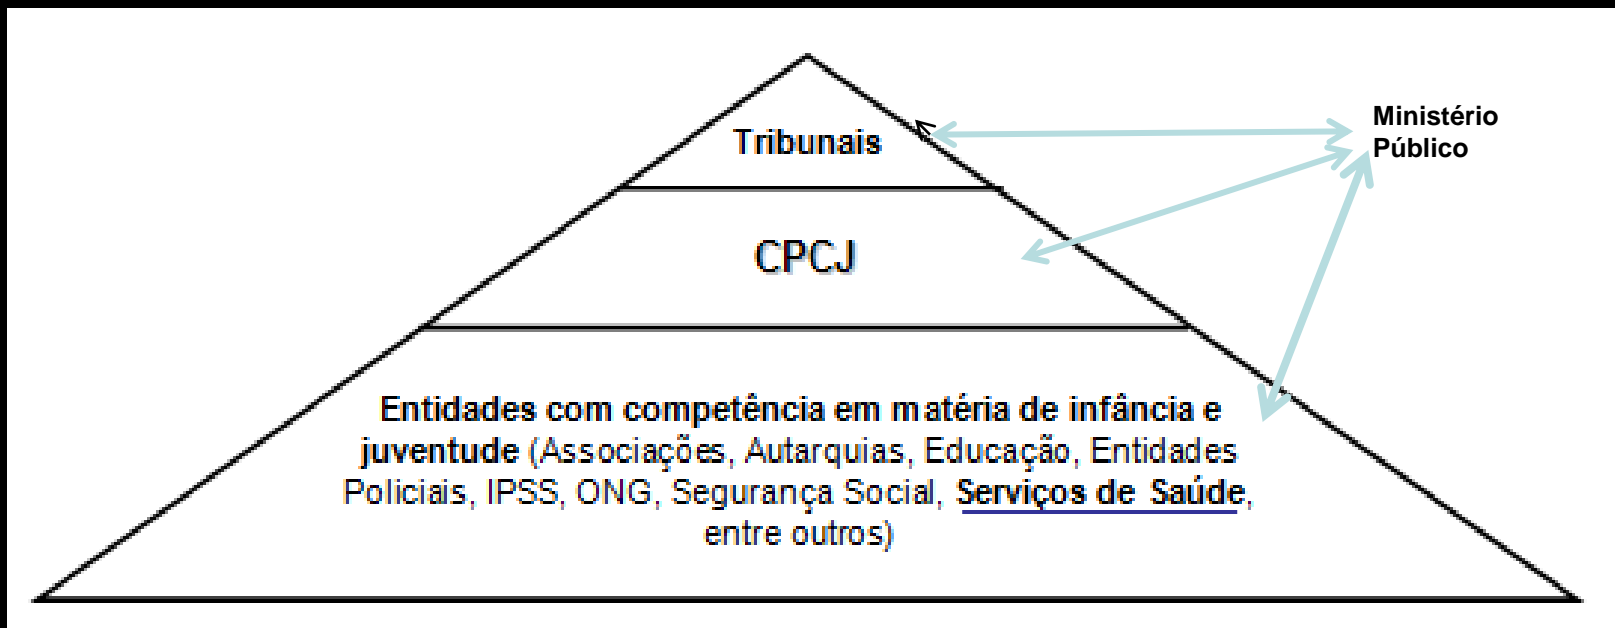 Ministério
Público
Tribunais
CPCJ
Entidades com competência em matéria de infância e
juventude (Associações, Autarquias, Educação, Entidades
Policiais, IPSS, ONG, Segurança Social, Serviços de Saúde,
entre outros)